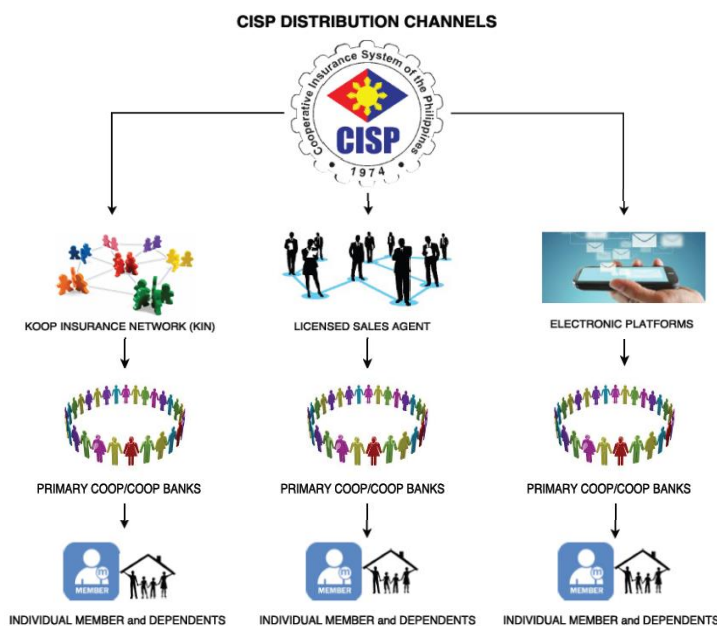 CISP DISTRIBUTION CHANNELS
Cooperative Insurance System of the Philippines
CISP
• 1974 •
KOOP INSURANCE NETWORK (KIN)
LICENSED SALES AGENT
ELECTRONIC PLATFORMS
PRIMARY COOP/COOP BANKS
PRIMARY COOP/COOP BANKS
PRIMARY COOP/COOP BANKS
m
MEMBER
m
MEMBER
m
MEMBER
INDIVIDUAL MEMBER and DEPENDENTS
INDIVIDUAL MEMBER and DEPENDENTS
INDIVIDUAL MEMBER and DEPENDENTS